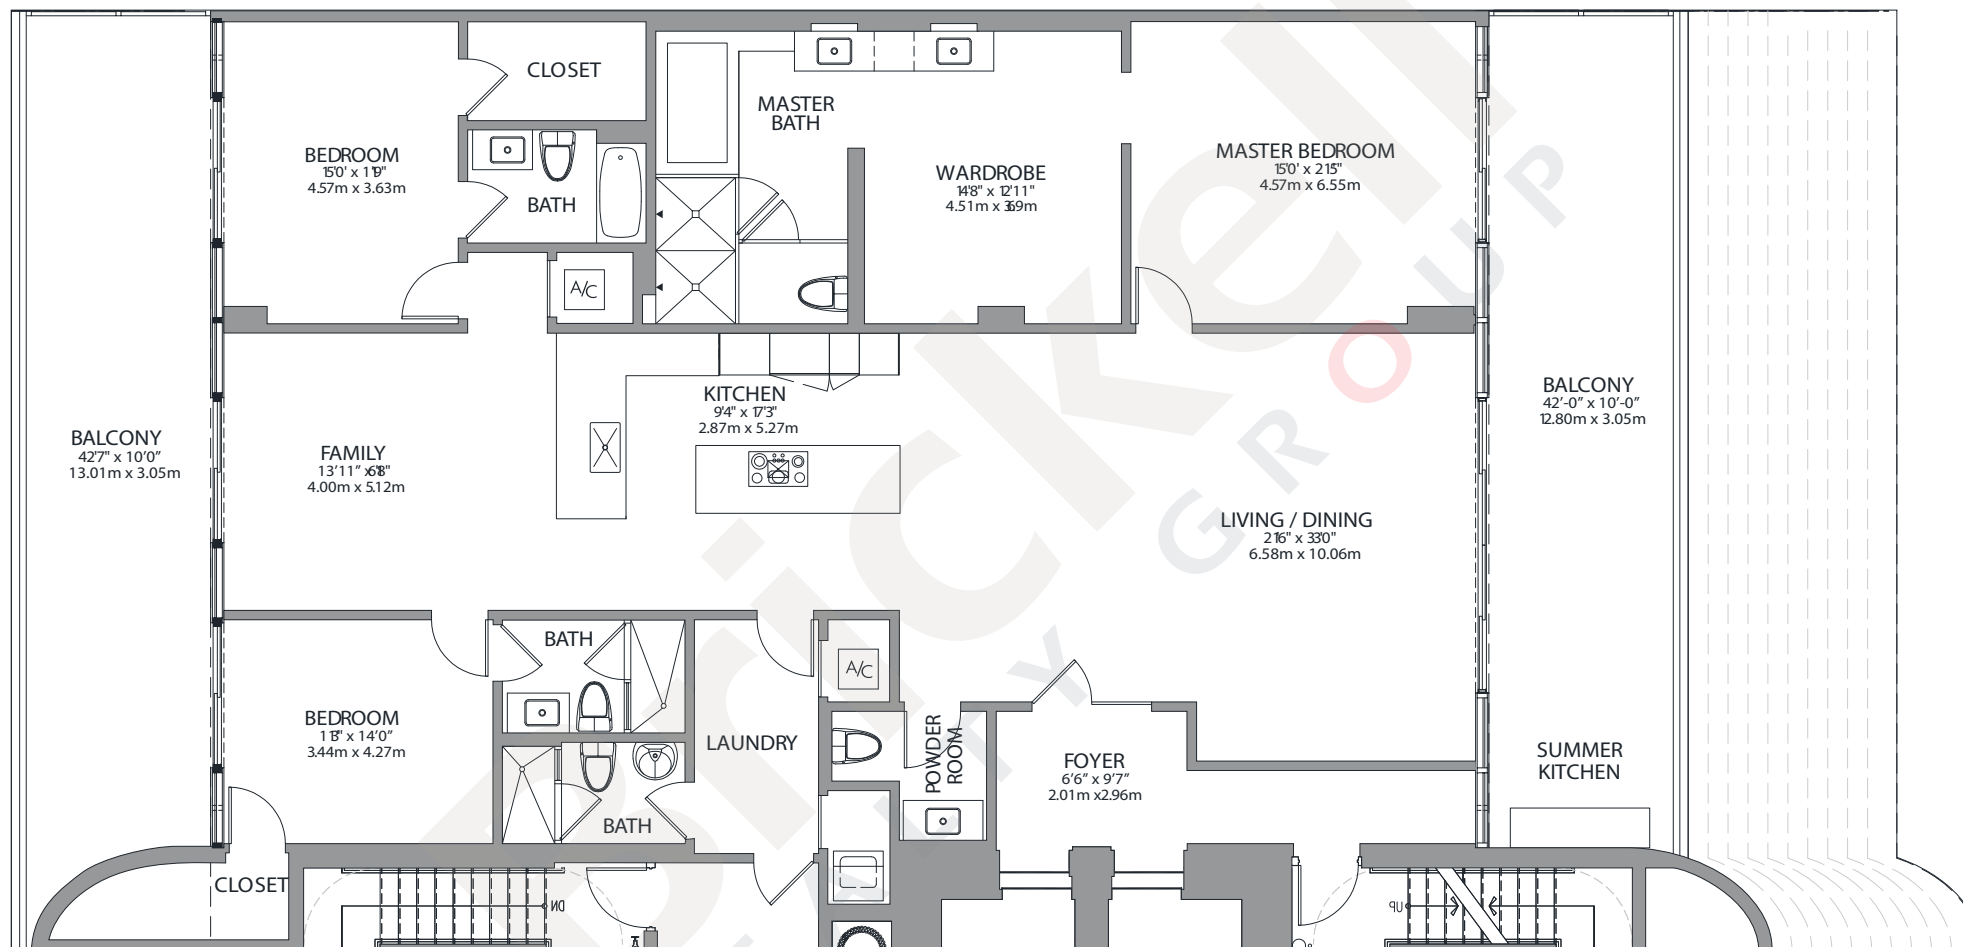 CLOSET
MASTER
BATH
BEDROOM
15'0' x 11'9"
4.57m x 3.63m
BATH
WARDROBE
14'8" x 12'11"
4.51m x 3.69m
MASTER BEDROOM
15'0' x 21'5"
4.57m x 6.55m
A/C
KITCHEN
9'4" x 17'3"
2.87m x 5.27m
BALCONY
42'-0" x 10'-0"
12.80m x 3.05m
BALCONY
42'7" x 10'0"
13.01m x 3.05m
FAMILY
13'11" x
4.00m x 5.12m
LIVING / DINING
21'6" x 33'0"
6.58m x 10.06m
BATH
A/C
BEDROOM
11'3" x 14'0"
3.44m x 4.27m
LAUNDRY
POWDER
ROOM
FOYER
6'6" x 9'7"
2.01m x2.96m
SUMMER
KITCHEN
BATH
CLOSET
DN
UP
Brickell
REALTY GROUP